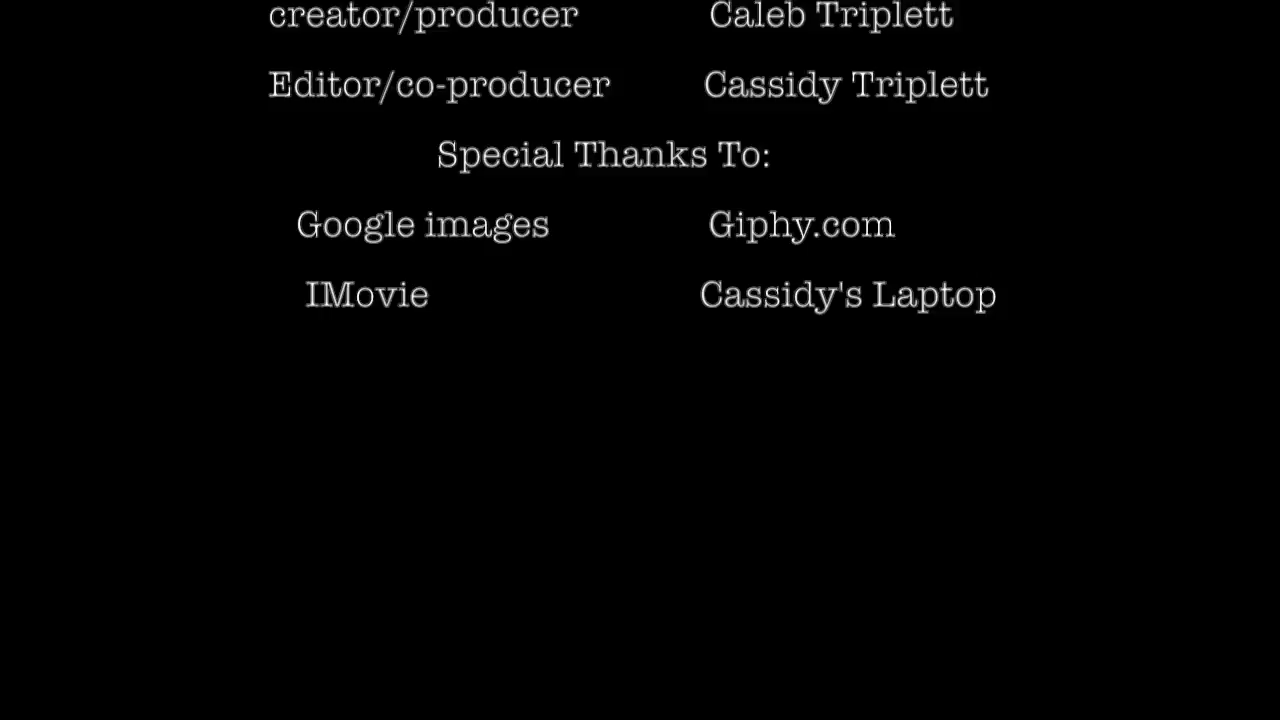 creator/producer Caleb Triplett
Editor/co-producer Cassidy Triplett
Special Thanks To:
Google images Giphy.com
IMovie Cassidy's Laptop